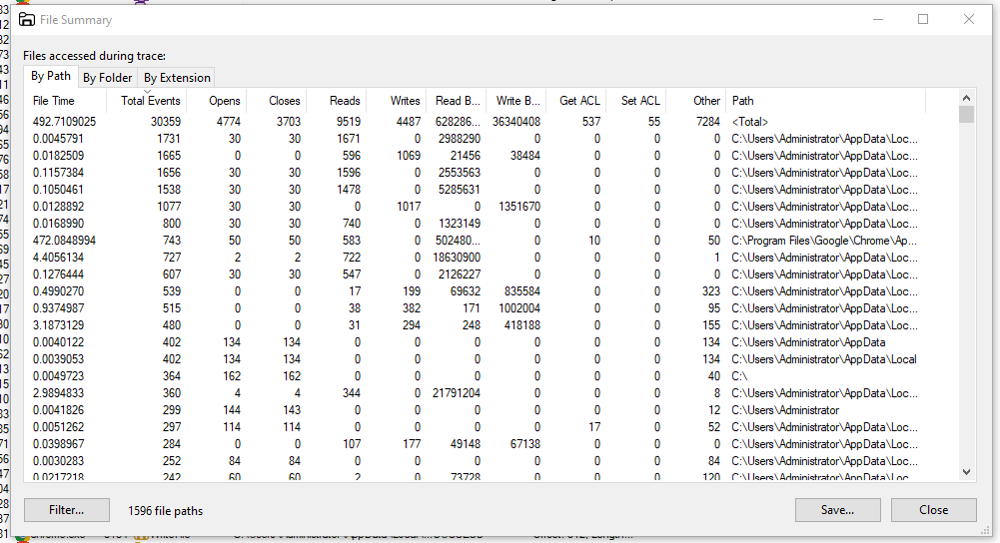 File Summary
Files accessed during trace:
By Path By Folder By Extension
File Time Total Events Opens Closes Reads Writes Read B... Write B... Get ACL Set ACL Other Path
492.7109025 30359 4774 3703 9519 4487 628286... 36340408 537 55 7284 <Total>
0.0045791 1731 30 30 1671 0 2988290 0 0 0 0 C:\Users\Administrator\AppData\Loc...
0.0182509 1665 0 0 596 1069 21456 38484 0 0 0 C:\Users\Administrator\AppData\Loc...
0.1157384 1656 30 30 1596 0 2553563 0 0 0 0 C:\Users\Administrator\AppData\Loc...
0.1050461 1538 30 30 1478 0 5285631 0 0 0 0 C:\Users\Administrator\AppData\Loc...
0.0128892 1077 30 30 0 1017 0 1351670 0 0 0 C:\Users\Administrator\AppData\Loc...
0.0168990 800 30 30 740 0 1323149 0 0 0 0 C:\Users\Administrator\AppData\Loc...
472.0848994 743 50 50 583 0 502480... 0 10 0 50 C:\Program Files\Google\Chrome\Ap...
4.4056134 727 2 2 722 0 18630900 0 0 0 1 C:\Users\Administrator\AppData\Loc...
0.1276444 607 30 30 547 0 2126227 0 0 0 0 C:\Users\Administrator\AppData\Loc...
0.4990270 539 0 0 17 199 69632 835584 0 0 323 C:\Users\Administrator\AppData\Loc...
0.9374987 515 0 0 38 382 171 1002004 0 0 95 C:\Users\Administrator\AppData\Loc...
3.1873129 480 0 0 31 294 248 418188 0 0 155 C:\Users\Administrator\AppData\Loc...
0.0040122 402 134 134 0 0 0 0 0 0 134 C:\Users\Administrator\AppData
0.0039053 402 134 134 0 0 0 0 0 0 134 C:\Users\Administrator\AppData\Local
0.0049723 364 162 162 0 0 0 0 0 0 40 C:\
2.9894833 360 4 4 344 0 21791204 0 0 0 8 C:\Users\Administrator\AppData\Loc...
0.0041826 299 144 143 0 0 0 0 0 0 12 C:\Users\Administrator
0.0051262 297 114 114 0 0 0 0 17 0 52 C:\Users\Administrator\AppData\Loc...
0.0398967 284 0 0 107 177 49148 67138 0 0 0 C:\Users\Administrator\AppData\Loc...
0.0030283 252 84 84 0 0 0 0 0 0 84 C:\Users\Administrator\AppData\Loc...
0.0217218 242 60 60 2 0 73728 0 0 0 120 C:\Users\Administrator\AppData\Loc...
Filter... 1596 file paths Save... Close